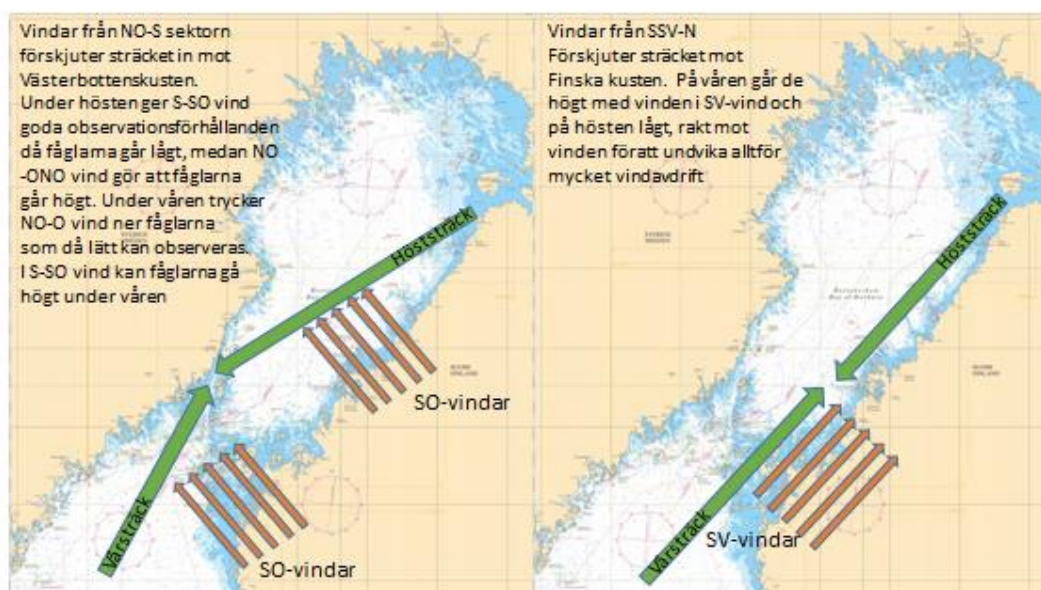 Vindar från NO-S sektorn
förskjuter sträcket in mot
Västerbottenskusten.
Under hösten ger S-SO vind
goda observationsförhållanden
då fåglarna går lågt, medan NO
-ONO vind gör att fåglarna
går högt. Under våren trycker
NO-O vind ner fåglarna
som då lätt kan observeras.
I S-SO vind kan fåglarna gå
högt under våren
Höststräck
SO-vindar
Vårsträck
SO-vindar
Vindar från SSV-N
Förskjuter sträcket mot
Finska kusten. På våren går de
högt med vinden i SV-vind och
på hösten lågt, rakt mot
vinden föratt undvika alltför
mycket vindavdrift
Höststräck
Vårsträck
SV-vindar